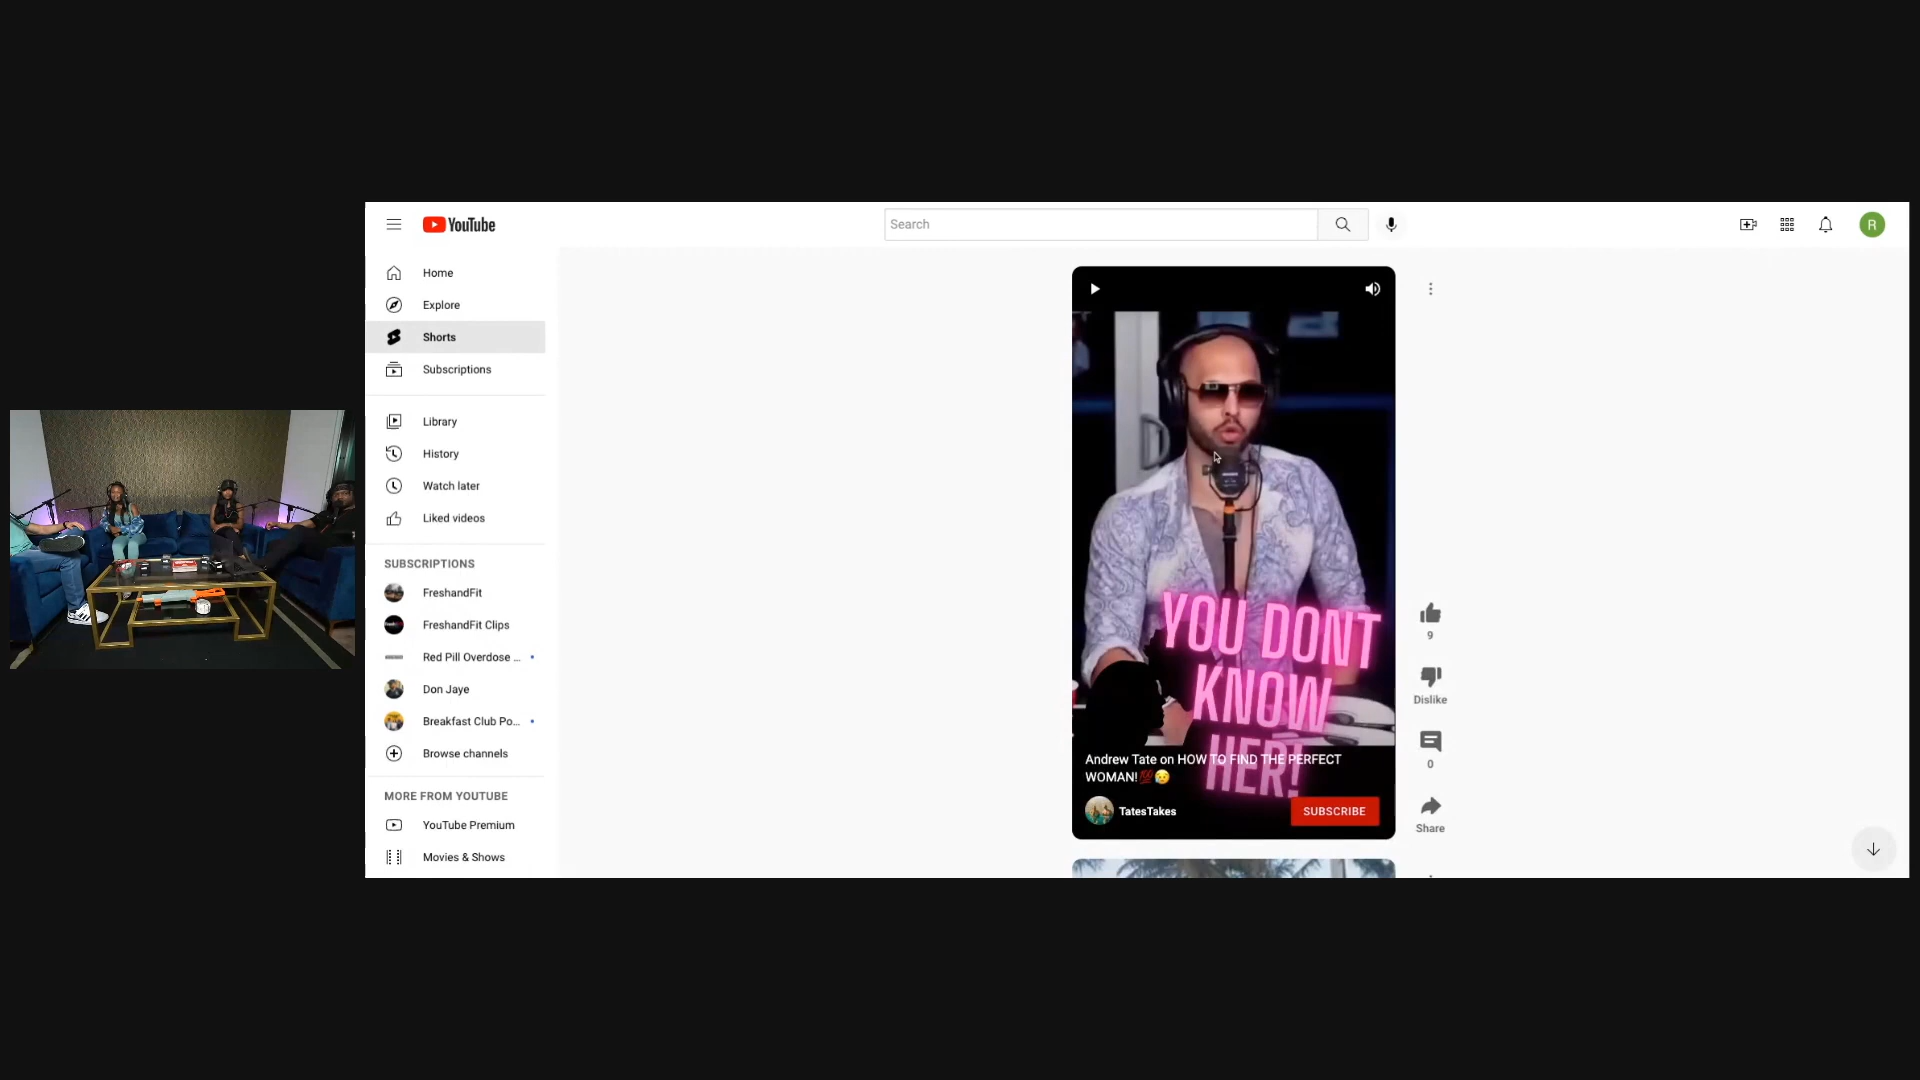 YouTube
Search
R
Home
Explore
Shorts
Subscriptions
Library
History
Watch later
Liked videos
SUBSCRIPTIONS
FreshandFit
FreshandFit Clips
Red Pill Overdose ...
Don Jaye
Breakfast Club Po...
Browse channels
MORE FROM YOUTUBE
YouTube Premium
Movies & Shows
YOU DONT
KNOW
HER!
Andrew Tate on HOW TO FIND THE PERFECT
WOMAN!💯😥
TatesTakes
SUBSCRIBE
9
Dislike
0
Share